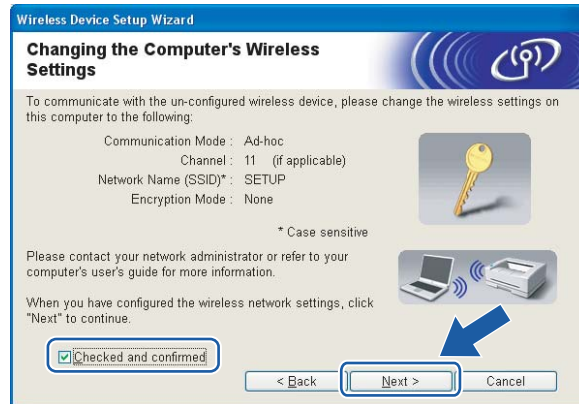 Wireless Device Setup Wizard
Changing the Computer's Wireless
Settings
To communicate with the un-configured wireless device, please change the wireless settings on
this computer to the following:
Communication Mode : Ad-hoc
Channel : 11 (if applicable)
Network Name (SSID)* : SETUP
Encryption Mode : None
* Case sensitive
Please contact your network administrator or refer to your
computer's user's guide for more information.
When you have configured the wireless network settings, click
"Next" to continue.
Checked and confirmed
< Back Next > Cancel